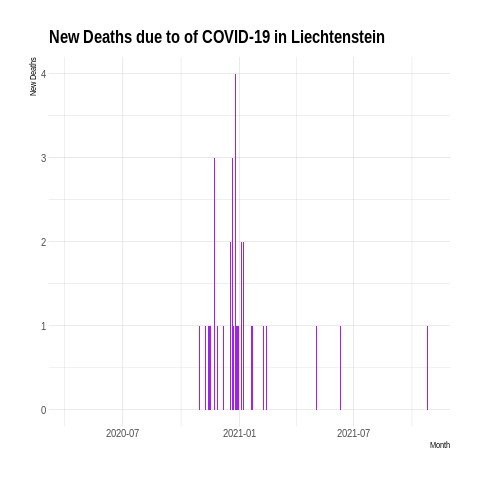 New Deaths due to of COVID-19 in Liechtenstein
New Deaths
4
3
2
1
0
2020-07
2021-01
2021-07
Month